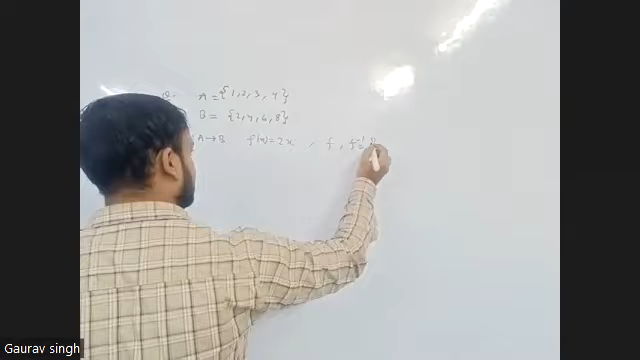 A = {1, 2, 3, 4}
B = {2, 4, 6, 8}
A → B f(x) = 2x , f , f⁻¹ =
Gaurav singh